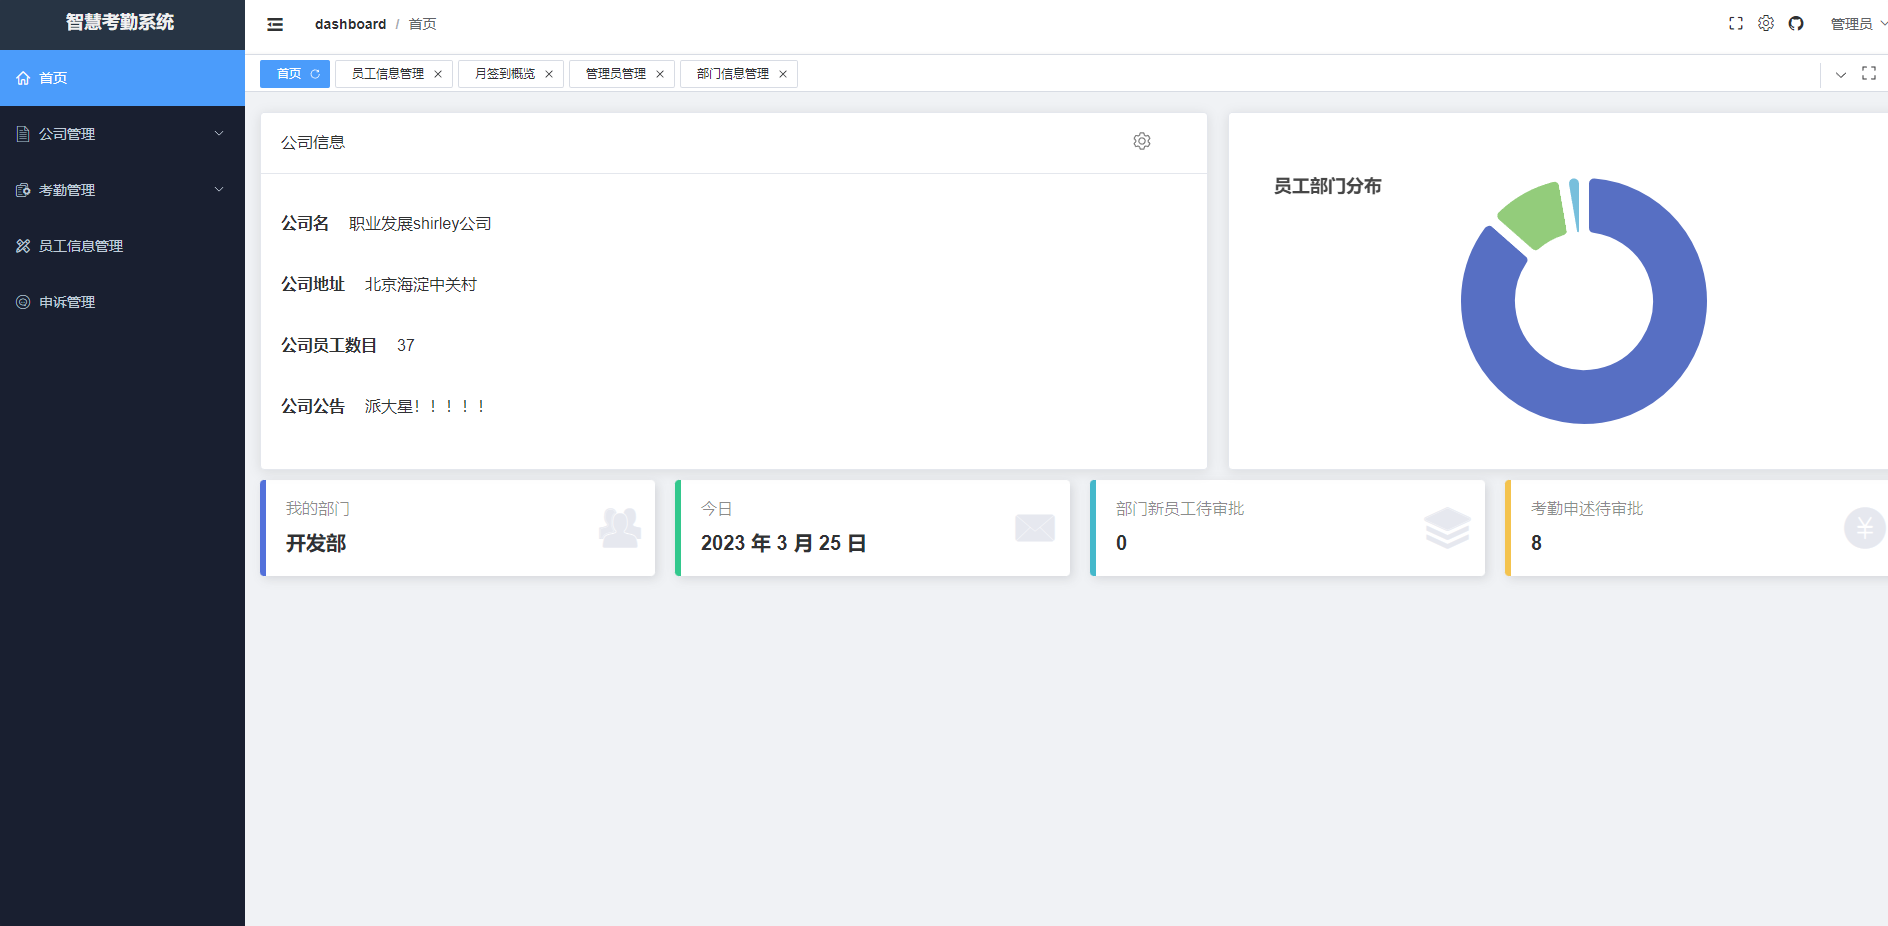 智慧考勤系统
首页
公司管理
考勤管理
员工信息管理
申诉管理
dashboard / 首页
管理员
首页 员工信息管理 月签到概览 管理员管理 部门信息管理
公司信息
公司名 职业发展shirley公司
公司地址 北京海淀中关村
公司员工数目 37
公司公告 派大星！！！！！
员工部门分布
我的部门
开发部
今日
2023 年 3 月 25 日
部门新员工待审批
0
考勤申述待审批
8
¥